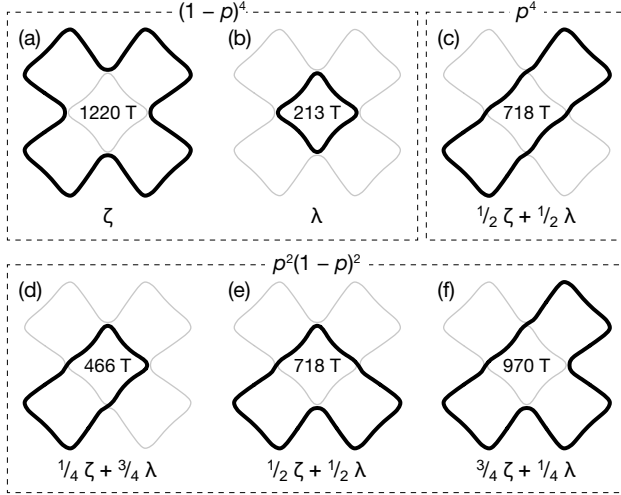 (1 – p)⁴
p⁴
(a)
(b)
(c)
1220 T
213 T
718 T
ζ
λ
¹/₂ ζ + ¹/₂ λ
p²(1 – p)²
(d)
(e)
(f)
466 T
718 T
970 T
¹/₄ ζ + ³/₄ λ
¹/₂ ζ + ¹/₂ λ
³/₄ ζ + ¹/₄ λ